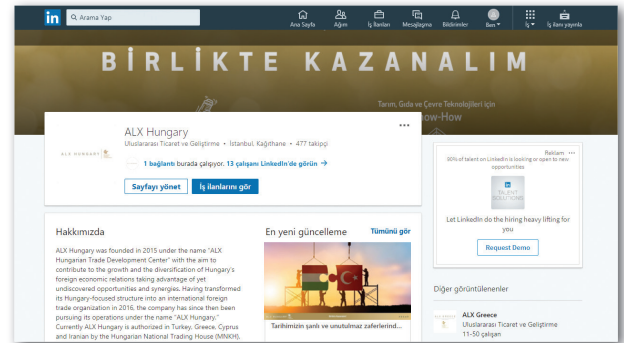 in
Arama Yap
Ana Sayfa
Ağım
İş İlanları
Mesajlaşma
Bildirimler
Ben
İş
İş ilanı yayınla
BİRLİKTE KAZANALIM
Tarım, Gıda ve Çevre Teknolojileri için
ow-How
ALX HUNGARY
ALX Hungary
Uluslararası Ticaret ve Geliştirme • İstanbul, Kağıthane • 477 takipçi
1 bağlantı burada çalışıyor. 13 çalışanı LinkedIn'de görün →
Sayfayı yönet
İş ilanlarını gör
Reklam
90% of talent on LinkedIn is looking or open to new
opportunities
in
TALENT
SOLUTIONS
Let LinkedIn do the hiring heavy lifting for
you
Request Demo
Hakkımızda
ALX Hungary was founded in 2015 under the name "ALX
Hungarian Trade Development Center" with the aim to
contribute to the growth and the diversification of Hungary's
foreign economic relations taking advantage of yet
undiscovered opportunities and synergies. Having transformed
its Hungary-focused structure into an international foreign
trade organization in 2016, the company has since then been
pursuing its operations under the name "ALX Hungary."
Currently ALX Hungary is authorized in Turkey, Greece, Cyprus
and Iranian by the Hungarian National Trading House (MNKH).
En yeni güncelleme
Tümünü gör
Tarihimizin şanlı ve unutulmaz zaferlerind...
Diğer görüntülenenler
ALX Greece
Uluslararası Ticaret ve Geliştirme
11-50 çalışan